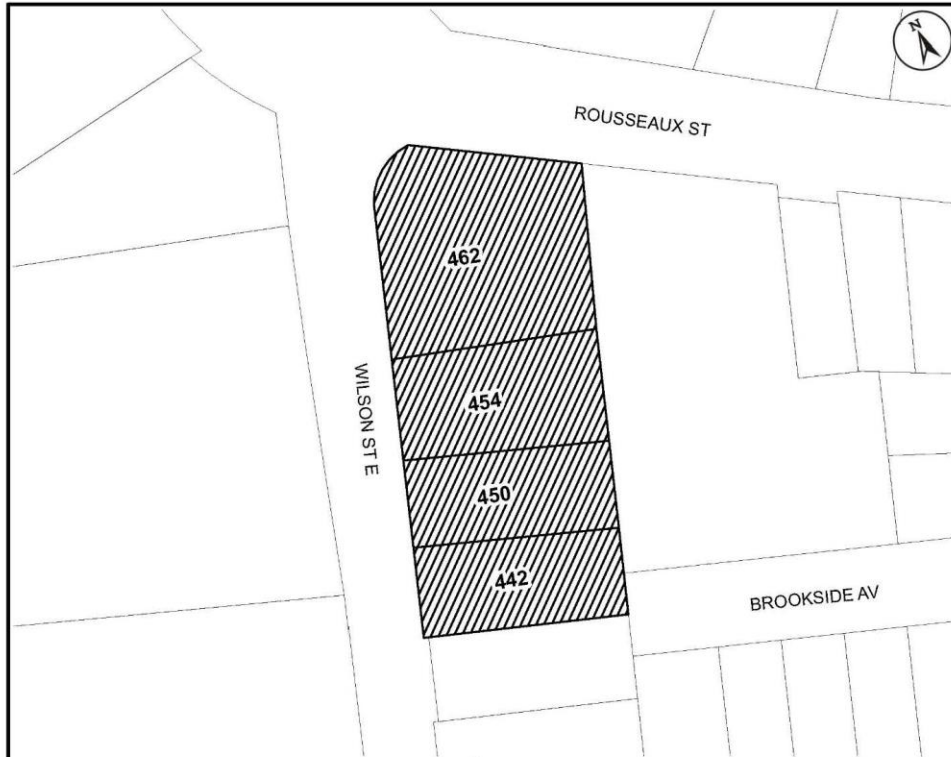 N
ROUSSEAUX ST
462
WILSON ST E
454
450
442
BROOKSIDE AV